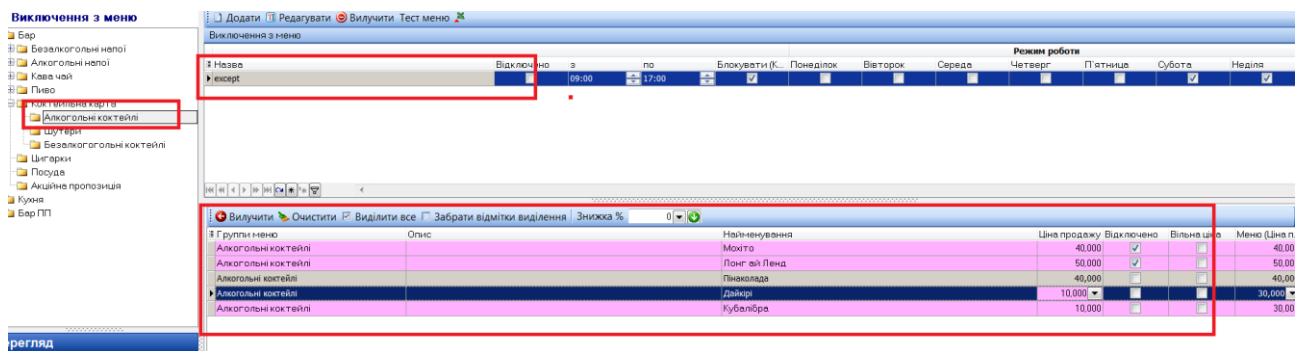 Виключення з меню
Бар
Безалкогольні напої
Алкогольні напої
Кава чай
Пиво
Коктейльна карта
Алкогольні коктейлі
Шутери
Безалкогогольні коктейлі
Цигарки
Посуда
Акційна пропозиція
Кухня
Бар ПП
Додати Редагувати Вилучити Тест меню
Виключення з меню
Режим роботи
Назва Відключено з по Блокувати (К... Понеділок Вівторок Середа Четверг П'ятниця Субота Неділя
except 09:00 17:00
Вилучити Очистити Виділити все Забрати відмітки виділення Знижка % 0
Группи меню Опис Найменування Ціна продажу Відключено Вільна ціна Меню (Ціна п
Алкогольні коктейлі Мохіто 40,000 40,00
Алкогольні коктейлі Лонг ай Ленд 50,000 50,00
Алкогольні коктейлі Пінаколада 40,000 40,00
Алкогольні коктейлі Дайкірі 10,000 30,000
Алкогольні коктейлі Кубалібра 10,000 30,00
ерегляд